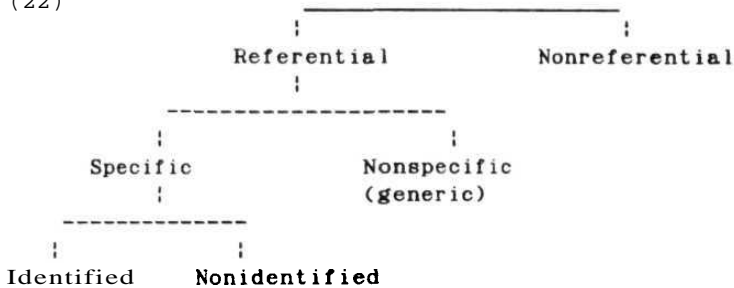 (22)
Referential Nonreferential
Specific Nonspecific
(generic)
Identified Nonidentified